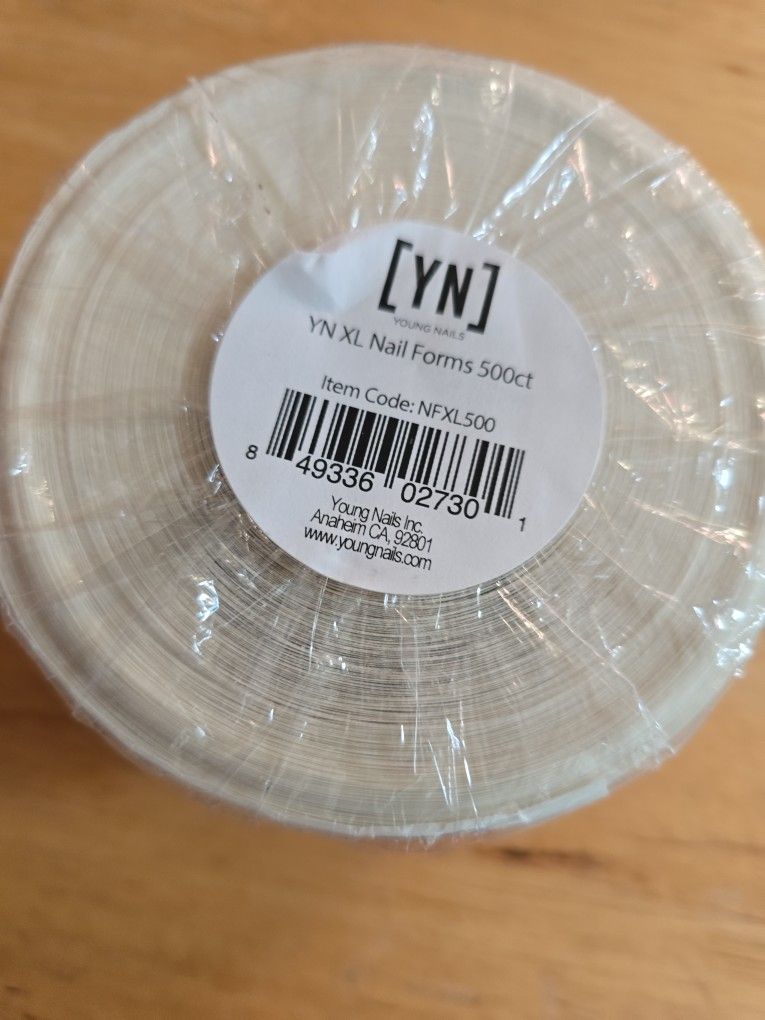 [YN]
YOUNG NAILS
YN XL Nail Forms 500ct
Item Code: NFXL500
8 49336 02730 1
Young Nails Inc.
Anaheim CA, 92801
www.youngnails.com